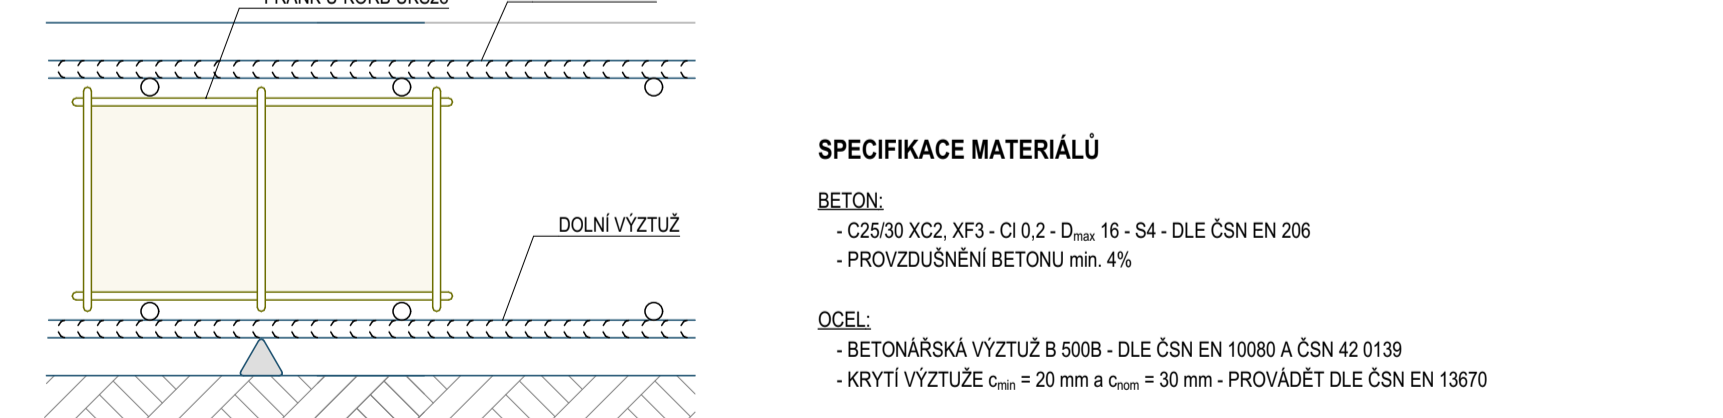 DOLNÍ VÝZTUŽ
SPECIFIKACE MATERIÁLŮ
BETON:
- C25/30 XC2, XF3 - Cl 0,2 - Dmax 16 - S4 - DLE ČSN EN 206
- PROVZDUŠNĚNÍ BETONU min. 4%
OCEL:
- BETONÁŘSKÁ VÝZTUŽ B 500B - DLE ČSN EN 10080 A ČSN 42 0139
- KRYTÍ VÝZTUŽE cmin = 20 mm a cnom = 30 mm - PROVÁDĚT DLE ČSN EN 13670